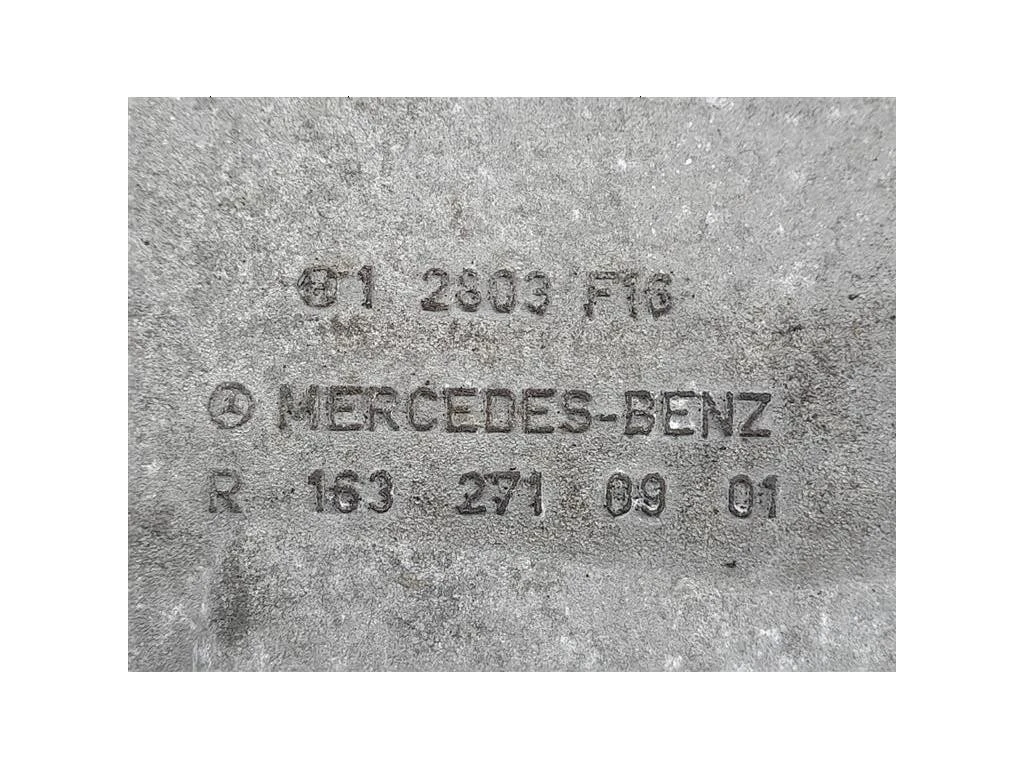 1 2803 F16
MERCEDES-BENZ
R 163 271 09 01